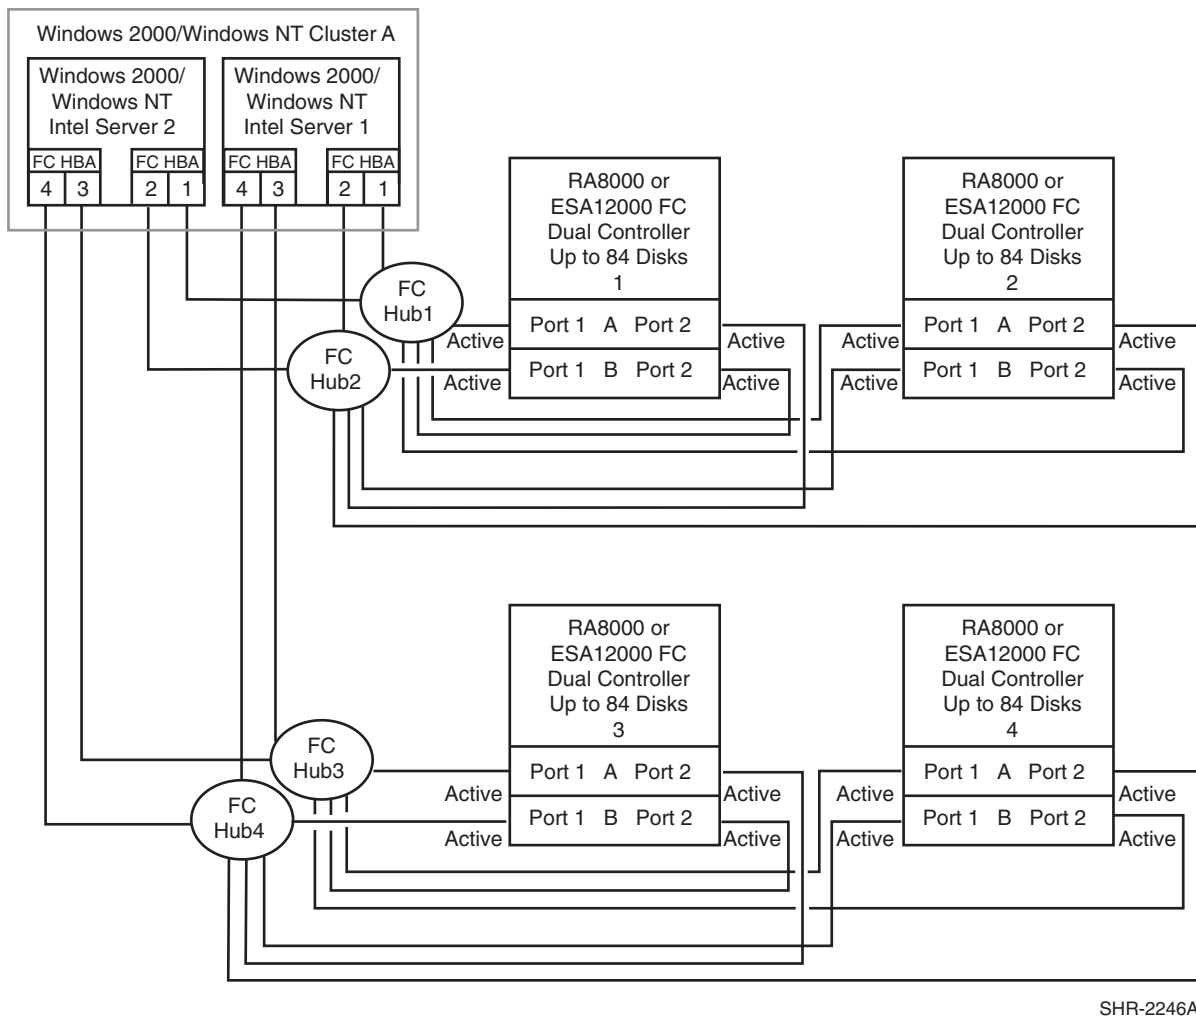 Windows 2000/Windows NT Cluster A
Windows 2000/
Windows NT
Intel Server 2
FC HBA
4 3
FC HBA
2 1
Windows 2000/
Windows NT
Intel Server 1
FC HBA
4 3
FC HBA
2 1
FC
Hub1
FC
Hub2
RA8000 or
ESA12000 FC
Dual Controller
Up to 84 Disks
1
Port 1 A Port 2
Port 1 B Port 2
Active
Active
Active
Active
RA8000 or
ESA12000 FC
Dual Controller
Up to 84 Disks
2
Port 1 A Port 2
Port 1 B Port 2
Active
Active
Active
Active
FC
Hub3
FC
Hub4
RA8000 or
ESA12000 FC
Dual Controller
Up to 84 Disks
3
Port 1 A Port 2
Port 1 B Port 2
Active
Active
Active
Active
RA8000 or
ESA12000 FC
Dual Controller
Up to 84 Disks
4
Port 1 A Port 2
Port 1 B Port 2
Active
Active
Active
Active
SHR-2246A